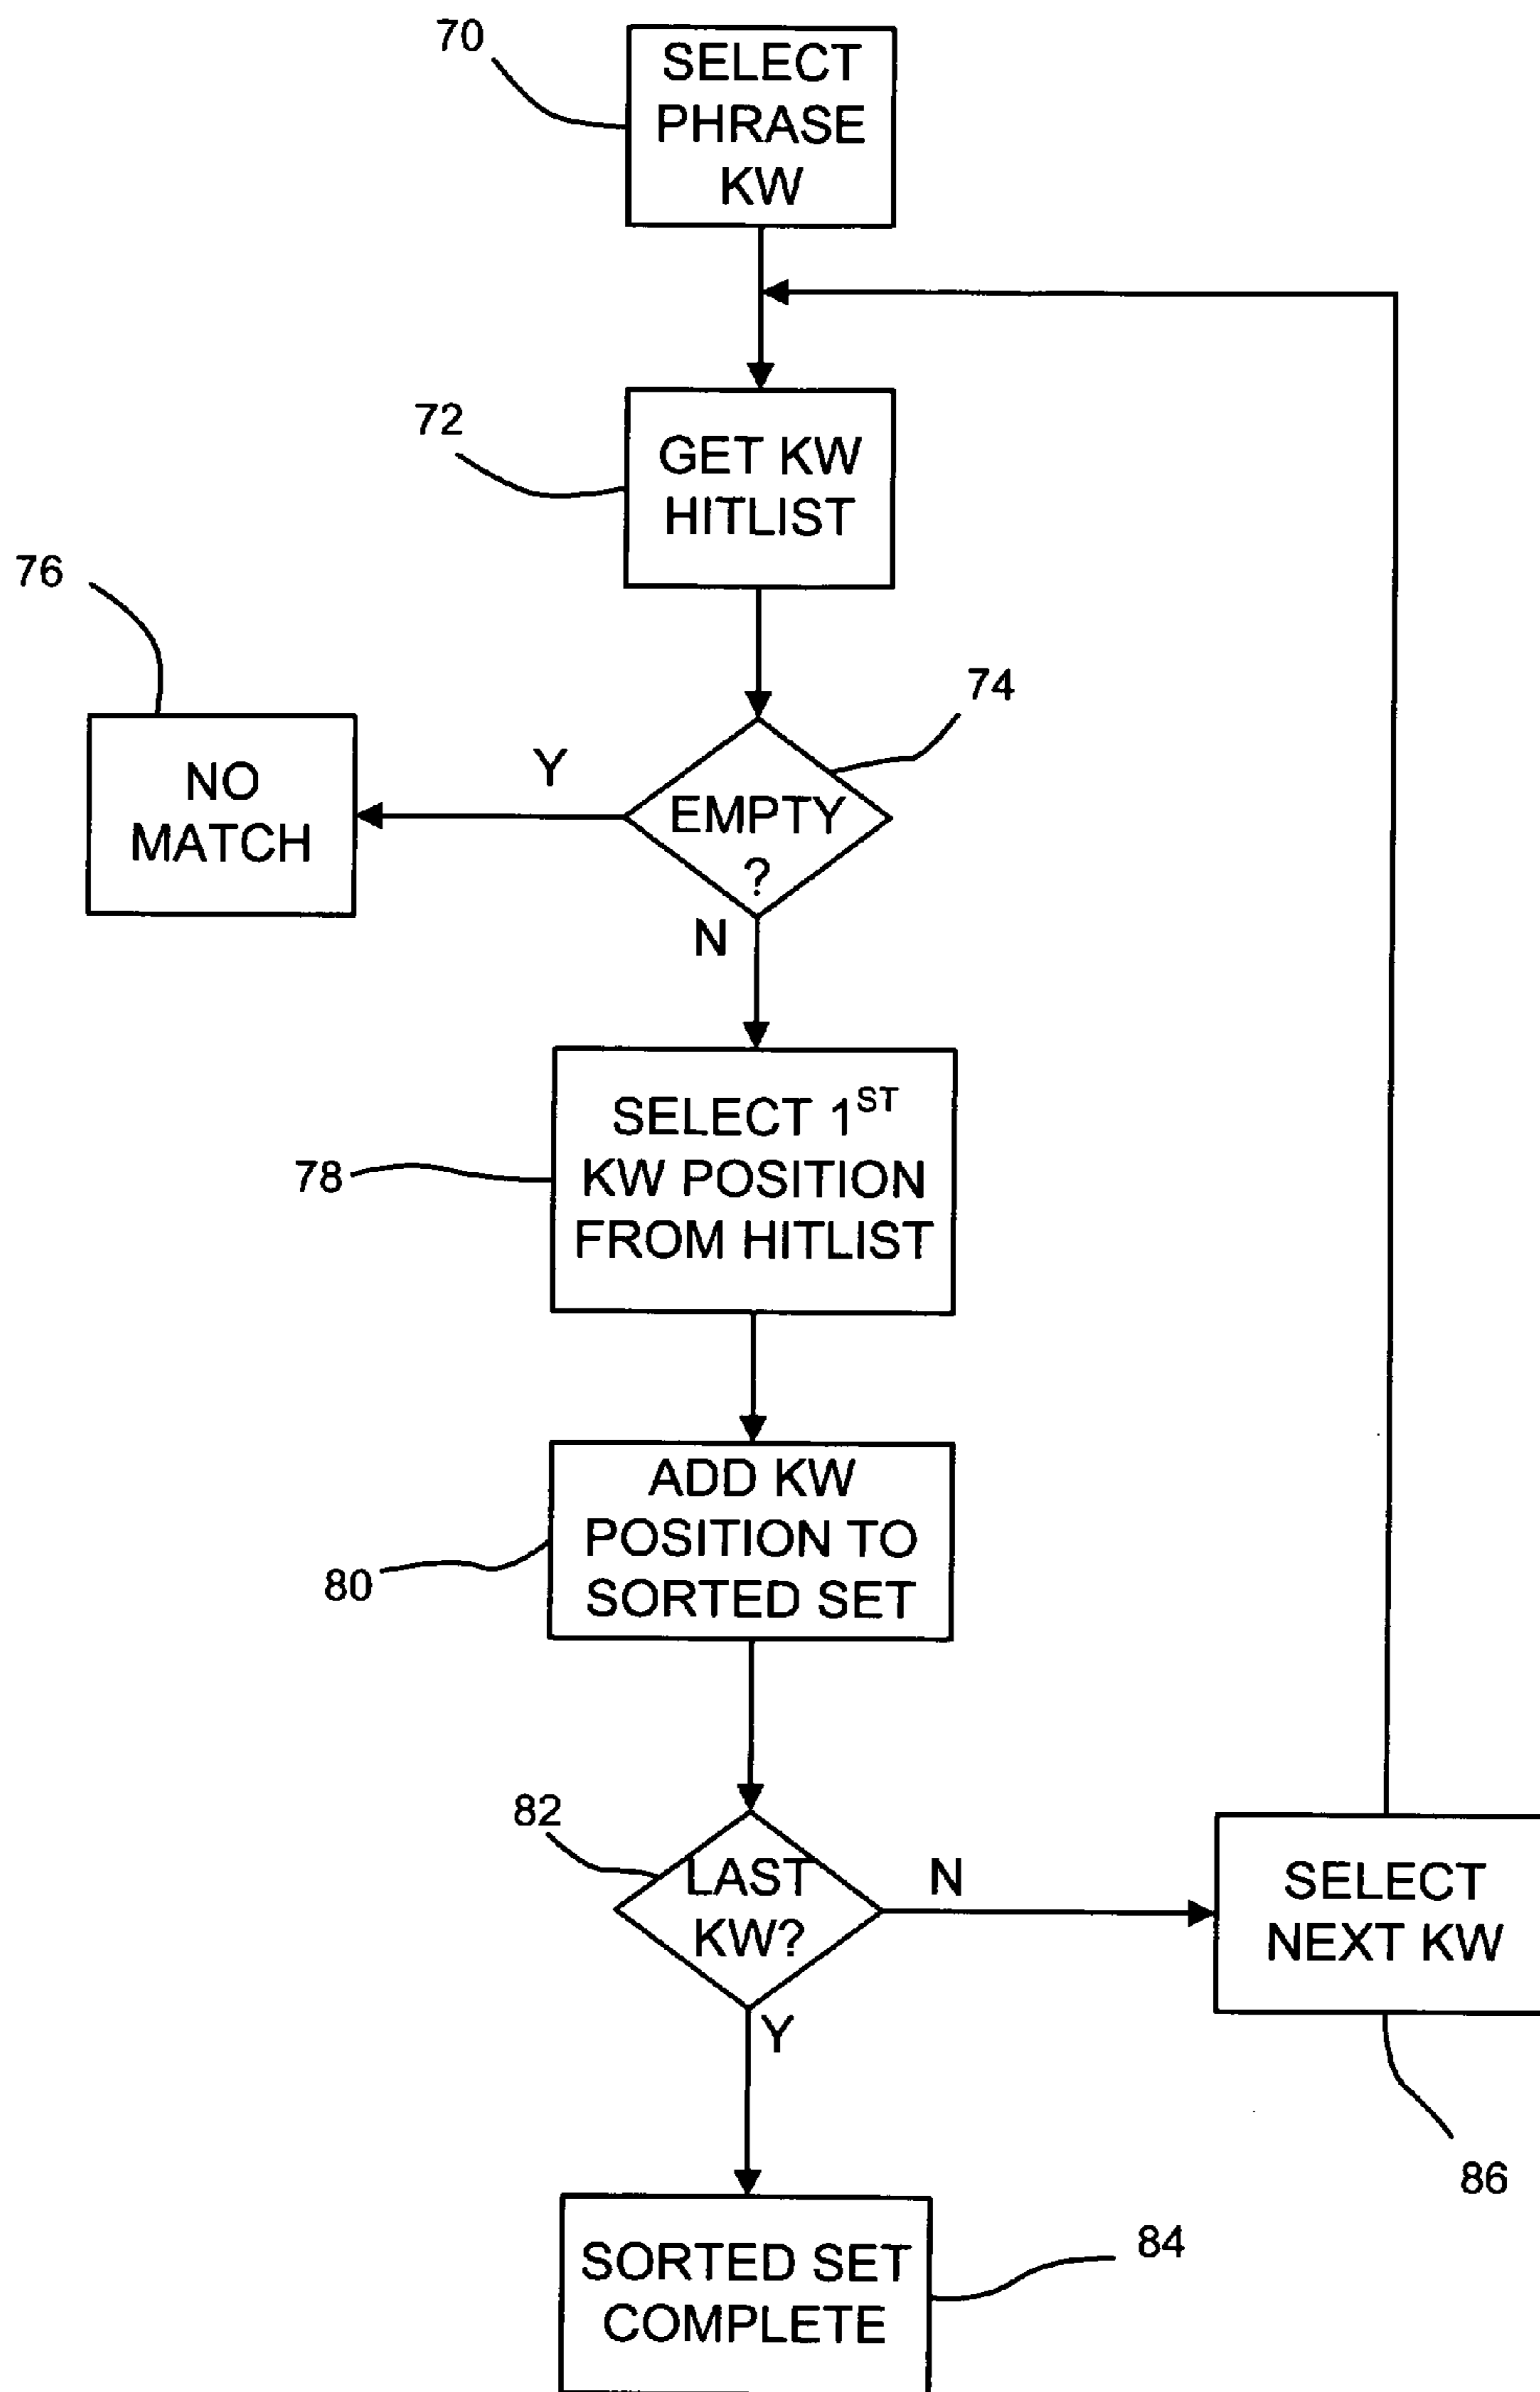 70
SELECT
PHRASE
KW
72
GET KW
HITLIST
76
74
NO
MATCH
Y
EMPTY
?
N
78
SELECT 1ST
KW POSITION
FROM HITLIST
80
ADD KW
POSITION TO
SORTED SET
82
LAST
KW?
N
SELECT
NEXT KW
Y
86
84
SORTED SET
COMPLETE